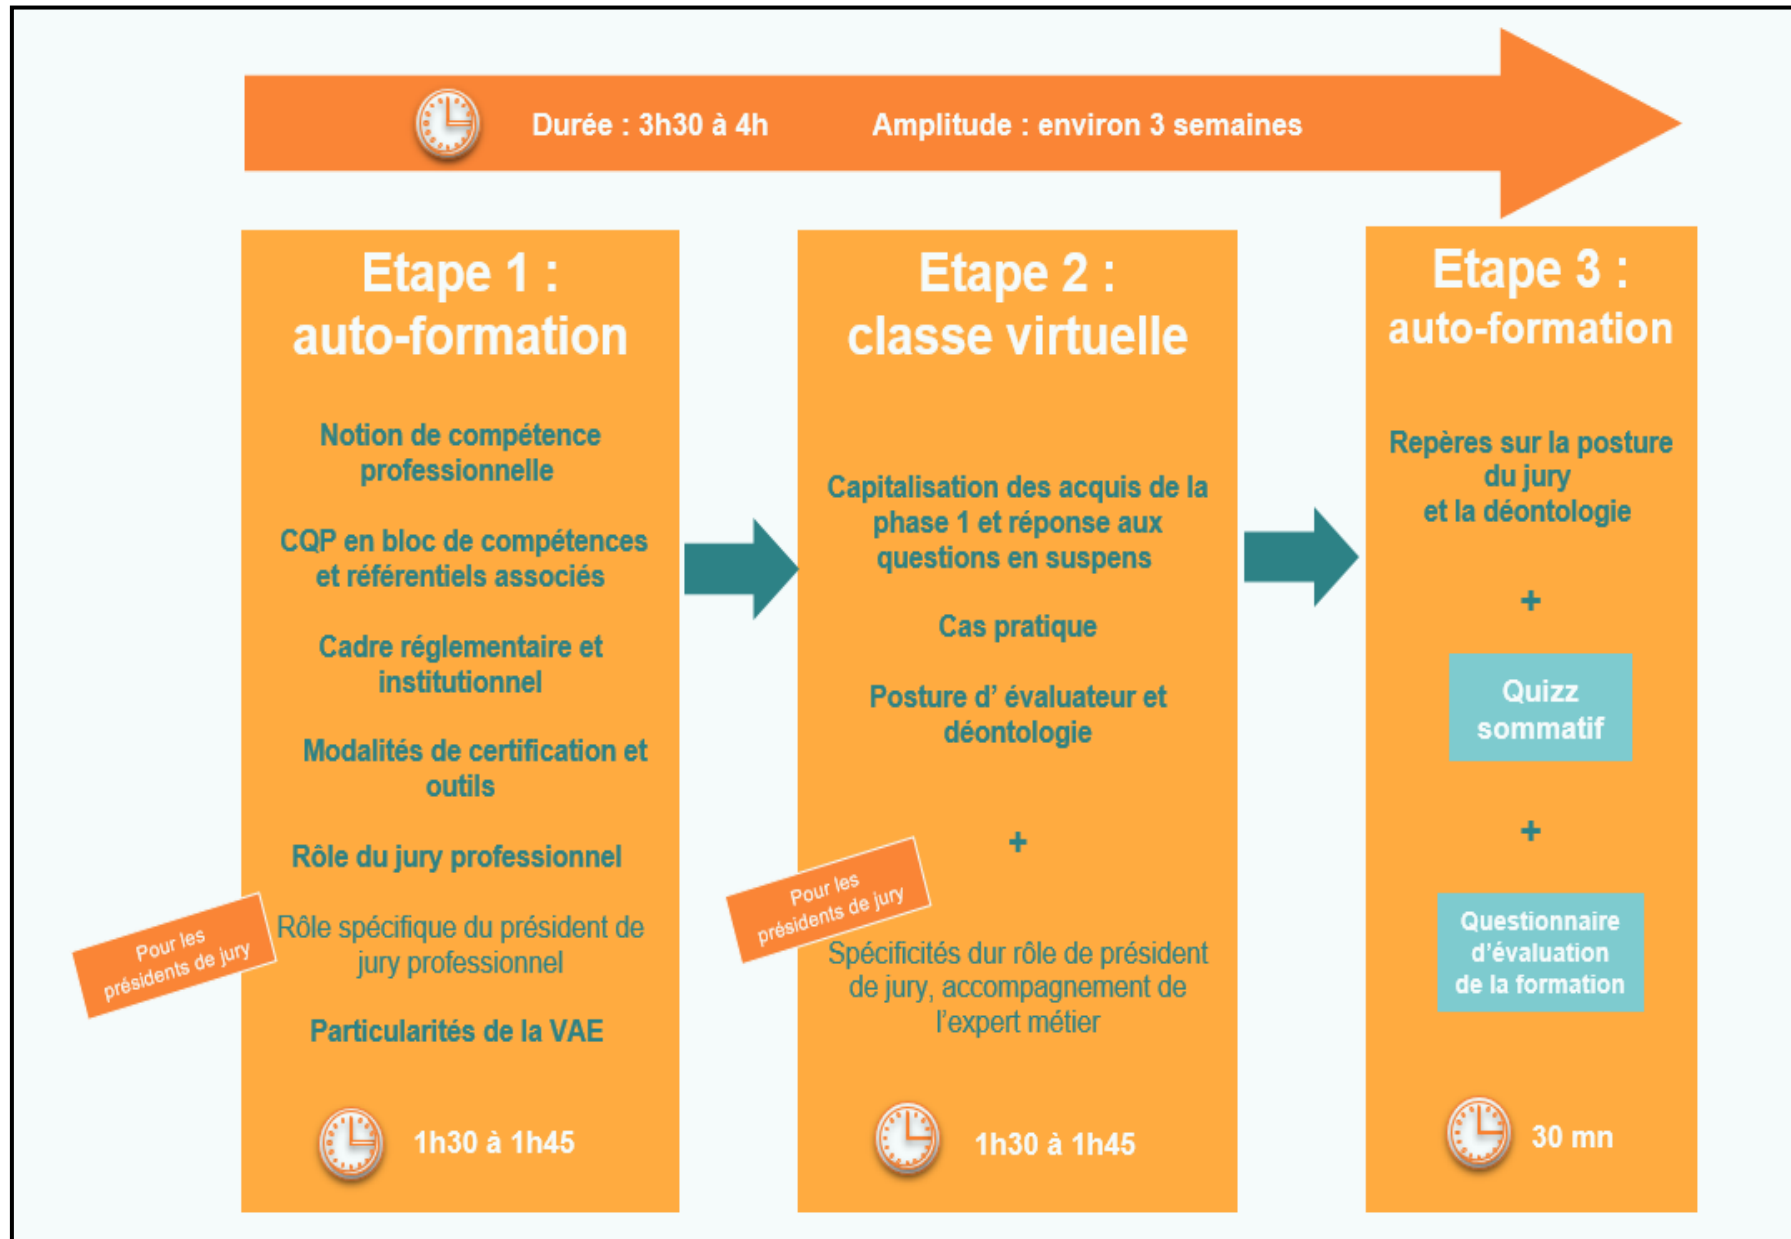 Durée : 3h30 à 4h
Amplitude : environ 3 semaines
Etape 1 :
auto-formation
Notion de compétence
professionnelle
CQP en bloc de compétences
et référentiels associés
Cadre réglementaire et
institutionnel
Modalités de certification et
outils
Rôle du jury professionnel
Pour les
présidents de jury
Rôle spécifique du président de
jury professionnel
Particularités de la VAE
1h30 à 1h45
Etape 2 :
classe virtuelle
Capitalisation des acquis de la
phase 1 et réponse aux
questions en suspens
Cas pratique
Posture d’ évaluateur et
déontologie
+
Pour les
présidents de jury
Spécificités dur rôle de président
de jury, accompagnement de
l’expert métier
1h30 à 1h45
Etape 3 :
auto-formation
Repères sur la posture
du jury
et la déontologie
+
Quizz
sommatif
+
Questionnaire
d’évaluation
de la formation
30 mn